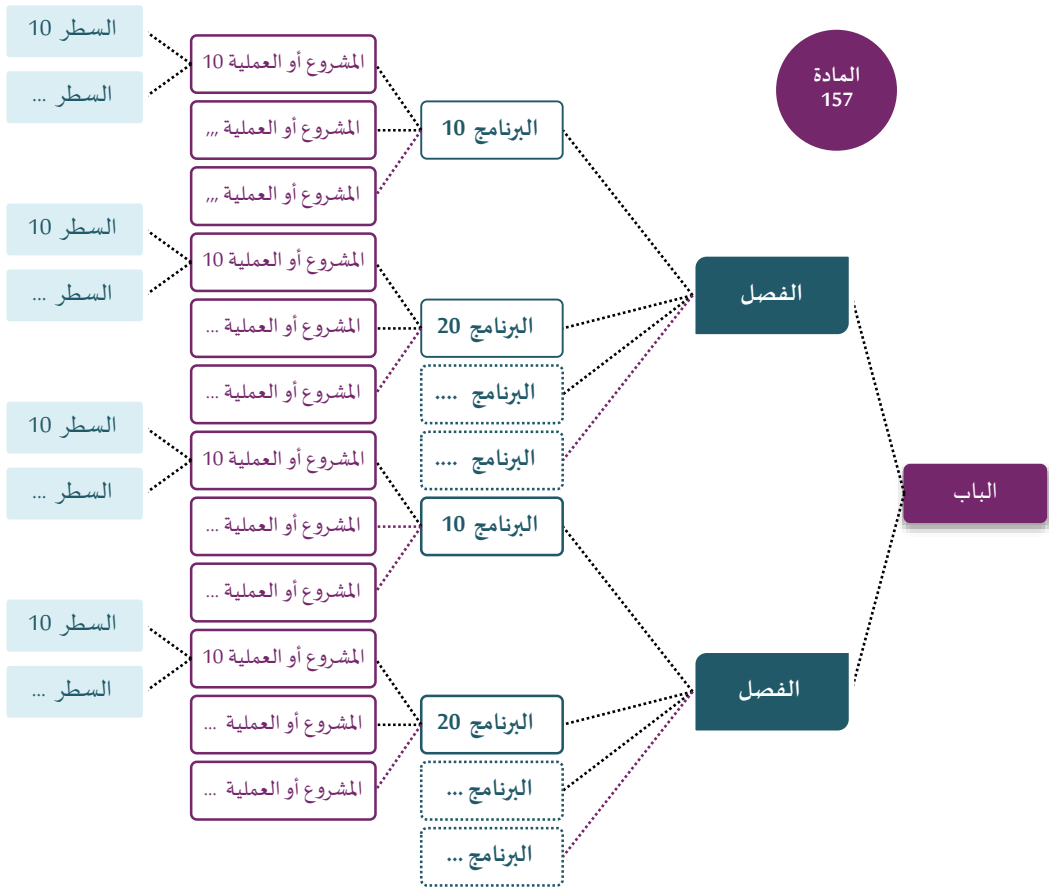 المادة
157
الباب
الفصل
البرنامج 10
المشروع أو العملية 10
السطر 10
السطر ...
المشروع أو العملية ,,,
المشروع أو العملية ,,,
البرنامج 20
المشروع أو العملية 10
السطر 10
السطر ...
المشروع أو العملية ...
المشروع أو العملية ...
البرنامج ....
البرنامج ....
الفصل
البرنامج 10
المشروع أو العملية 10
السطر 10
السطر ...
المشروع أو العملية ...
المشروع أو العملية ...
البرنامج 20
المشروع أو العملية 10
السطر 10
السطر ...
المشروع أو العملية ...
المشروع أو العملية ...
البرنامج ...
البرنامج ...